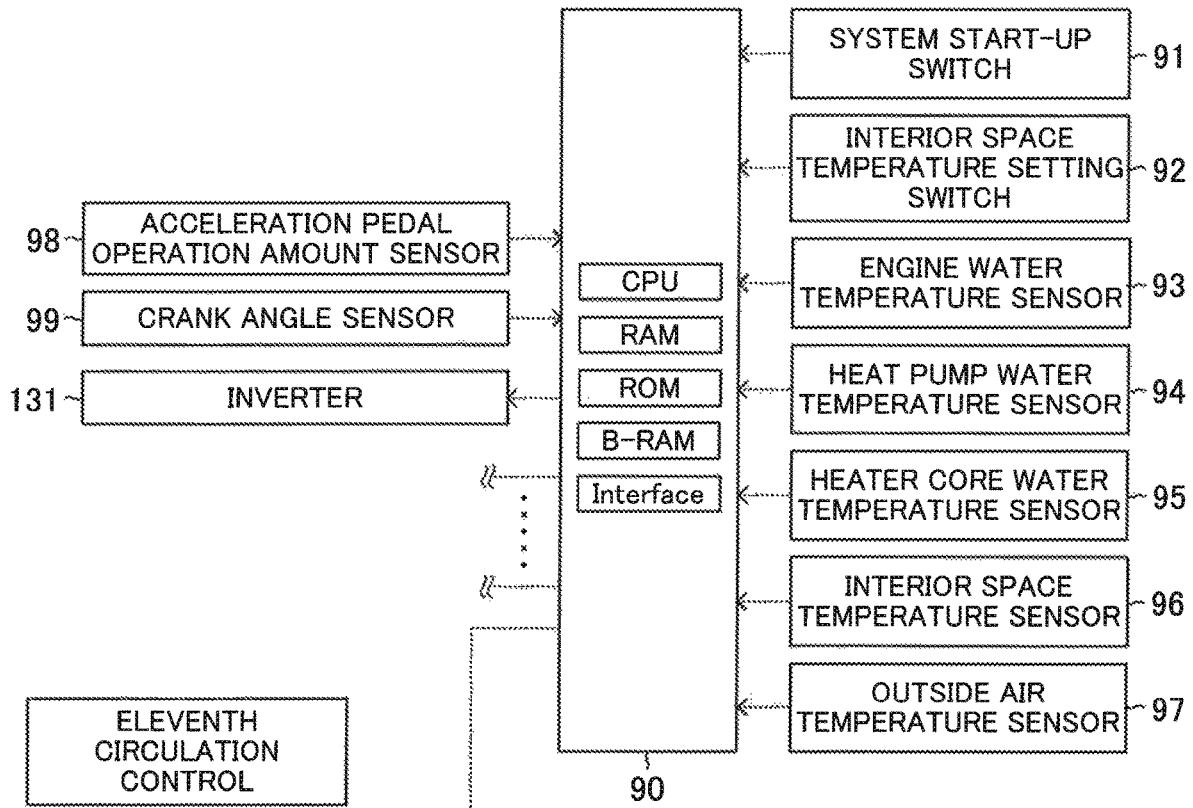 SYSTEM START-UP
SWITCH
91
INTERIOR SPACE
TEMPERATURE SETTING
SWITCH
92
98
ACCELERATION PEDAL
OPERATION AMOUNT SENSOR
CPU
ENGINE WATER
TEMPERATURE SENSOR
93
99
CRANK ANGLE SENSOR
RAM
131
INVERTER
ROM
HEAT PUMP WATER
TEMPERATURE SENSOR
94
B-RAM
Interface
HEATER CORE WATER
TEMPERATURE SENSOR
95
INTERIOR SPACE
TEMPERATURE SENSOR
96
OUTSIDE AIR
TEMPERATURE SENSOR
97
ELEVENTH
CIRCULATION
CONTROL
90